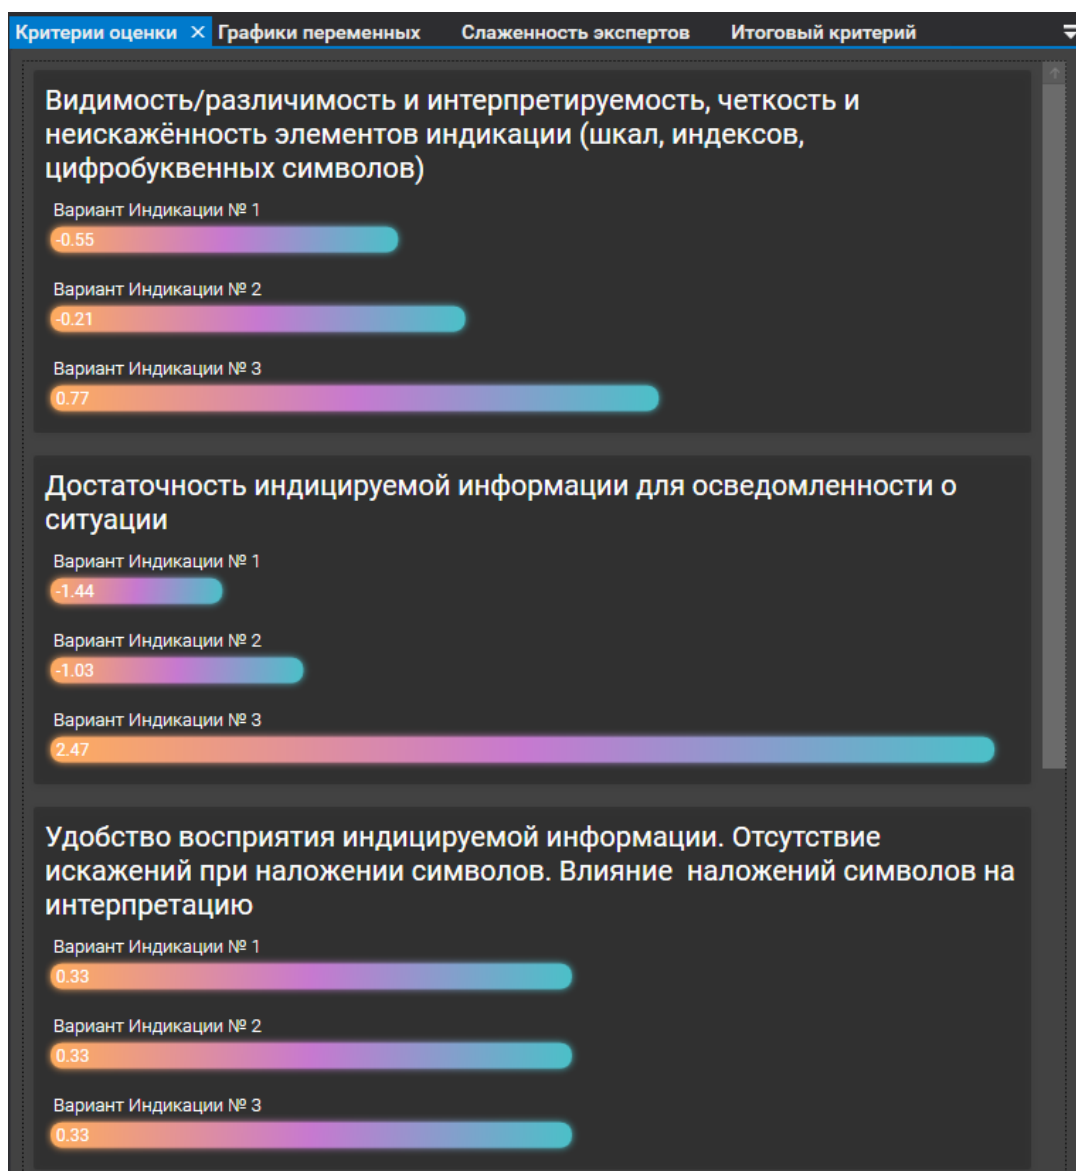 Критерии оценки × Графики переменных Слаженность экспертов Итоговый критерий
Видимость/различимость и интерпретируемость, четкость и
неискажённость элементов индикации (шкал, индексов,
цифробуквенных символов)
Вариант Индикации № 1
-0.55
Вариант Индикации № 2
-0.21
Вариант Индикации № 3
0.77
Достаточность индицируемой информации для осведомленности о
ситуации
Вариант Индикации № 1
-1.44
Вариант Индикации № 2
-1.03
Вариант Индикации № 3
2.47
Удобство восприятия индицируемой информации. Отсутствие
искажений при наложении символов. Влияние  наложений символов на
интерпретацию
Вариант Индикации № 1
0.33
Вариант Индикации № 2
0.33
Вариант Индикации № 3
0.33